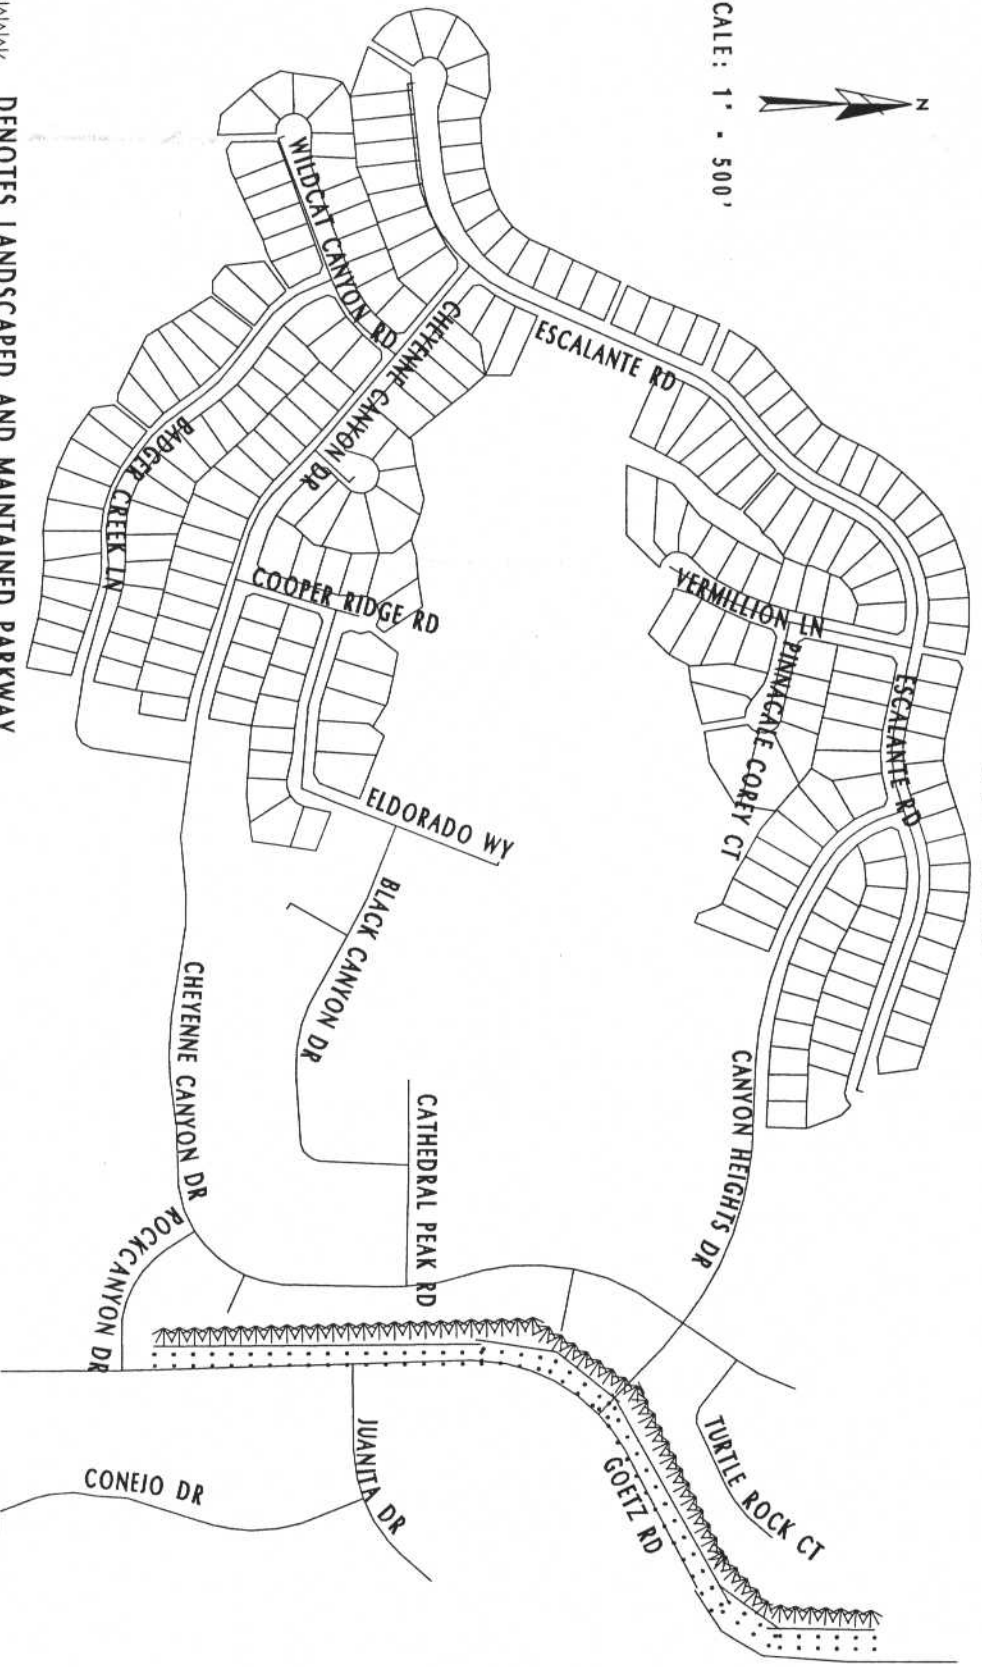 N
CALE: 1" - 500'
ESCALANTE RD
ESCALANTE RD
WILDCAT CANYON RD
CHEYENNE CANYON DR
BADGER CREEK LN
COOPER RIDGE RD
VERMILLION LN
PINNACALE COREY CT
ELDORADO WY
BLACK CANYON DR
CHEYENNE CANYON DR
CATHEDRAL PEAK RD
CANYON HEIGHTS DR
ROCKCANYON DR
TURTLE ROCK CT
GOETZ RD
JUANITA DR
CONEJO DR
DENOTES LANDSCAPED AND MAINTAINED PARKWAY